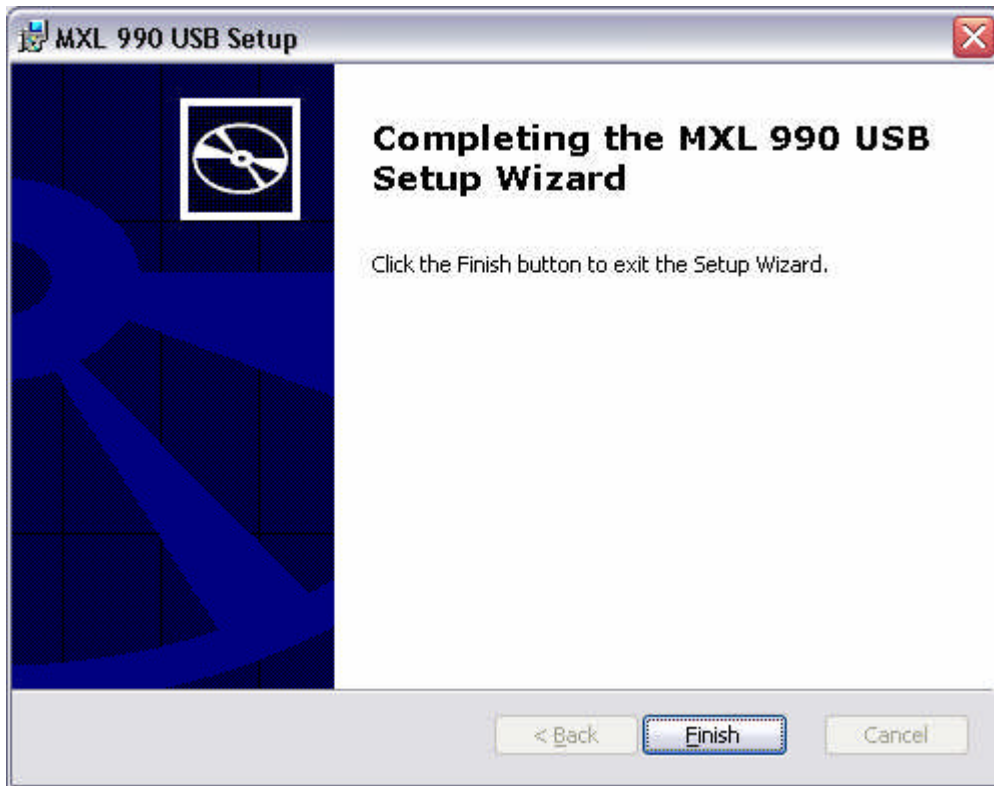 MXL 990 USB Setup
Completing the MXL 990 USB
Setup Wizard
Click the Finish button to exit the Setup Wizard.
< Back
Finish
Cancel